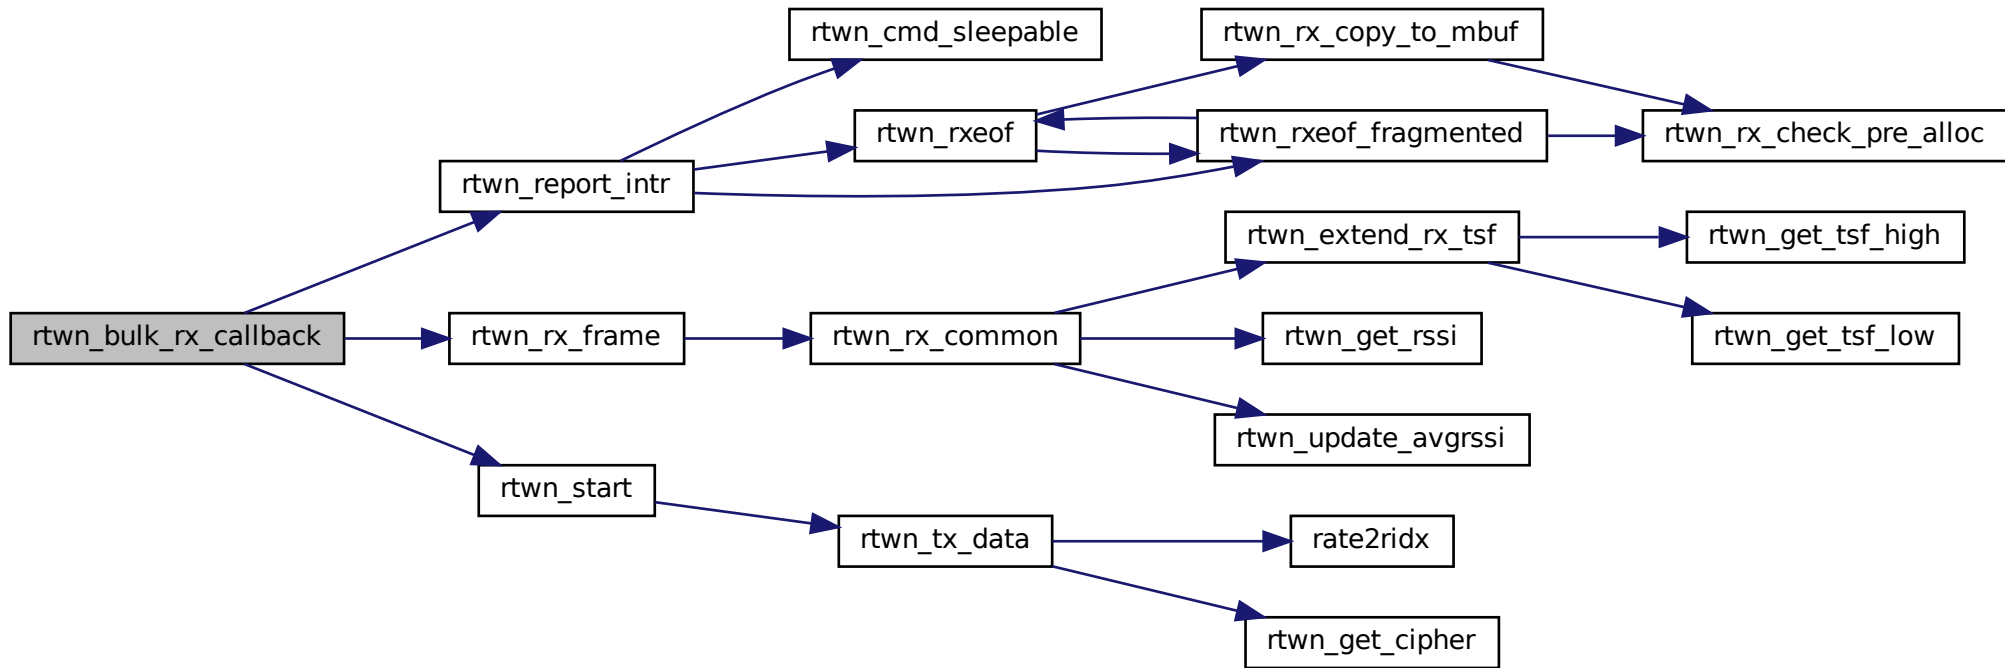 rtwn_cmd_sleepable
rtwn_rx_copy_to_mbuf
rtwn_rxeof
rtwn_rxeof_fragmented
rtwn_rx_check_pre_alloc
rtwn_report_intr
rtwn_extend_rx_tsf
rtwn_get_tsf_high
rtwn_bulk_rx_callback
rtwn_rx_frame
rtwn_rx_common
rtwn_get_rssi
rtwn_get_tsf_low
rtwn_update_avgrssi
rtwn_start
rtwn_tx_data
rate2ridx
rtwn_get_cipher